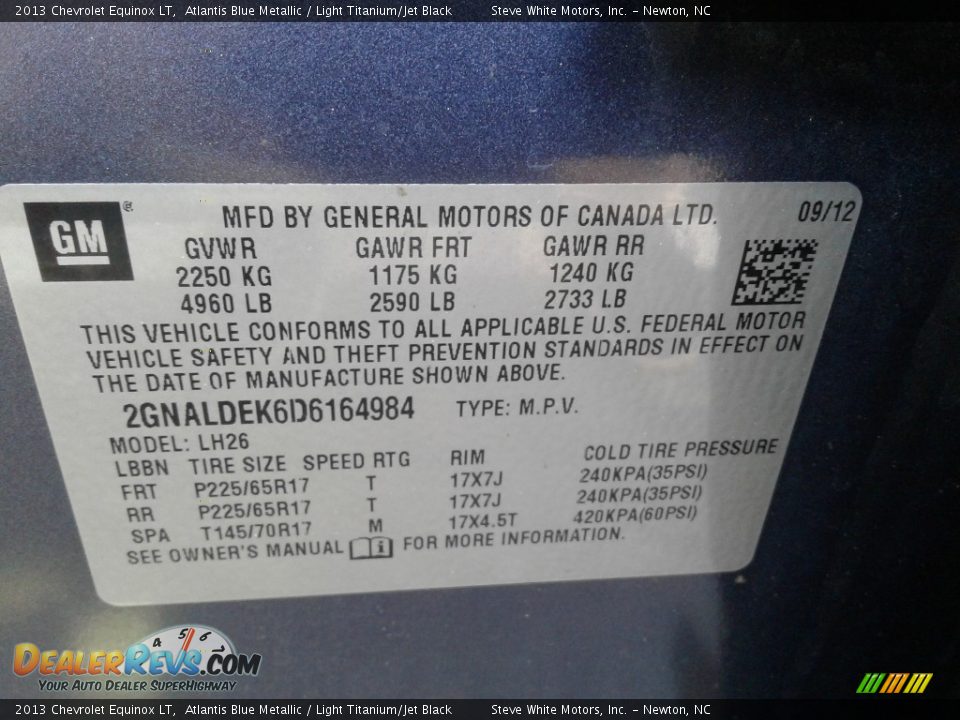 2013 Chevrolet Equinox LT, Atlantis Blue Metallic / Light Titanium/Jet Black Steve White Motors, Inc. – Newton, NC
GM®
MFD BY GENERAL MOTORS OF CANADA LTD. 09/12
GVWR GAWR FRT GAWR RR
2250 KG 1175 KG 1240 KG
4960 LB 2590 LB 2733 LB
THIS VEHICLE CONFORMS TO ALL APPLICABLE U.S. FEDERAL MOTOR
VEHICLE SAFETY AND THEFT PREVENTION STANDARDS IN EFFECT ON
THE DATE OF MANUFACTURE SHOWN ABOVE.
2GNALDEK6D6164984 TYPE: M.P.V.
MODEL: LH26
LBBN TIRE SIZE SPEED RTG RIM COLD TIRE PRESSURE
FRT P225/65R17 T 17X7J 240KPA(35PSI)
RR P225/65R17 T 17X7J 240KPA(35PSI)
SPA T145/70R17 M 17X4.5T 420KPA(60PSI)
SEE OWNER'S MANUAL i FOR MORE INFORMATION.
4 5 6 7
DEALERREVS.COM
YOUR AUTO DEALER SUPERHIGHWAY
2013 Chevrolet Equinox LT, Atlantis Blue Metallic / Light Titanium/Jet Black Steve White Motors, Inc. – Newton, NC